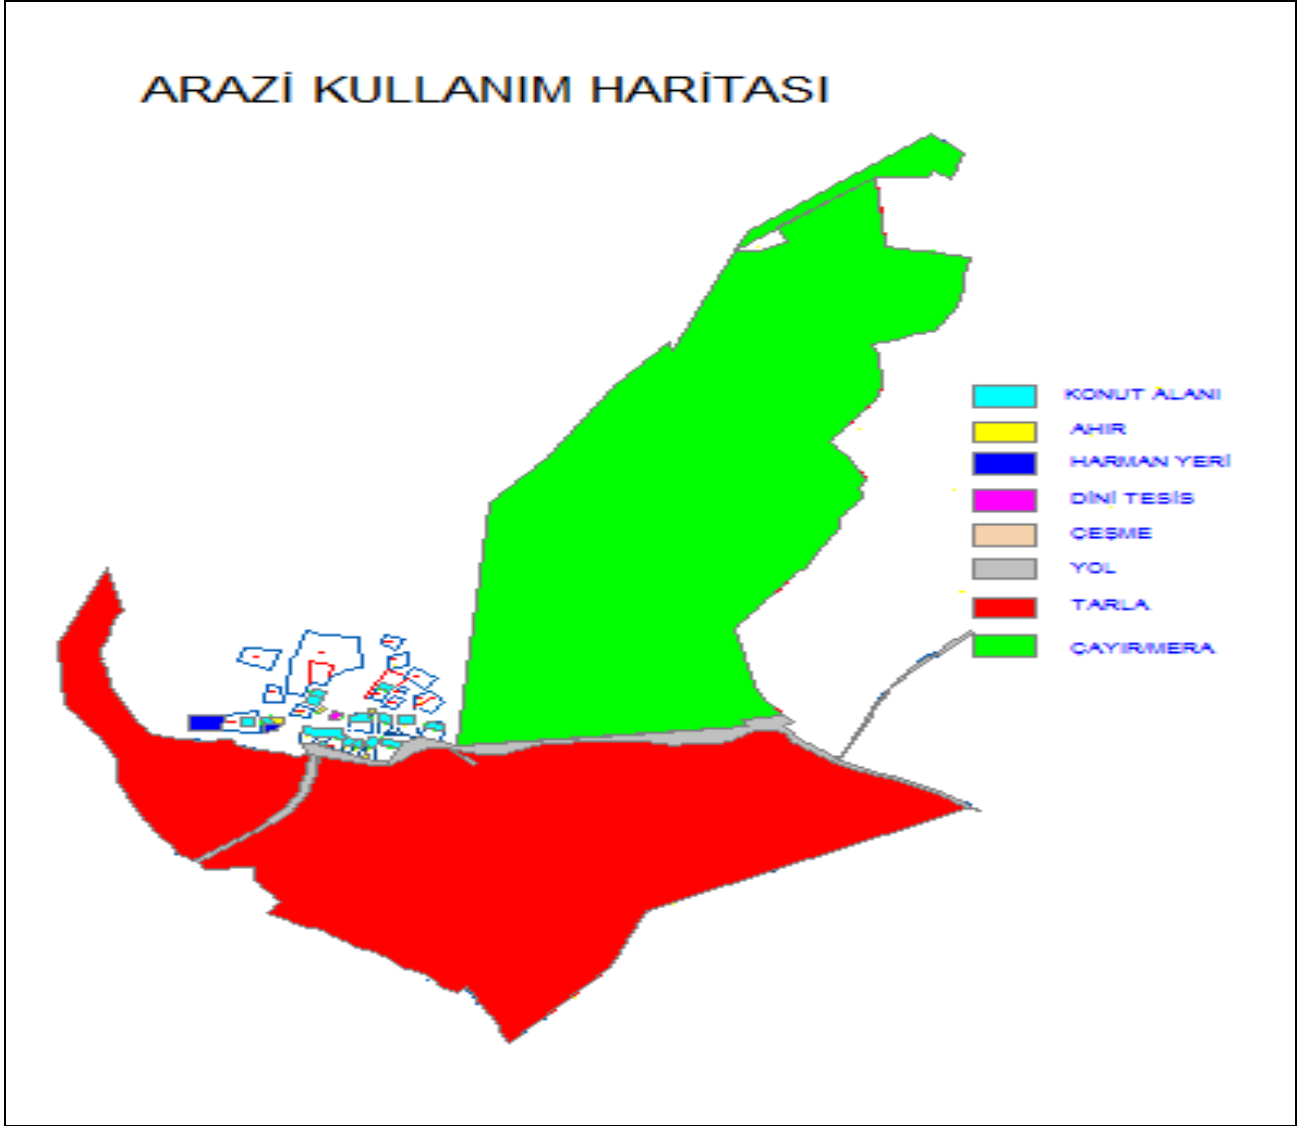 ARAZİ KULLANIM HARİTASI
KONUT ALANI
AHIR
HARMAN YERİ
DİNİ TESİS
ÇEŞME
YOL
TARLA
ÇAYIR/MERA